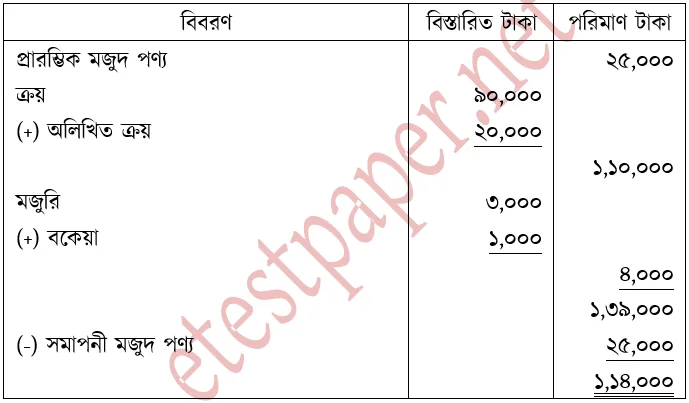 বিবরণ বিস্তারিত টাকা পরিমাণ টাকা
প্রারম্ভিক মজুদ পণ্য ২৫,০০০
ক্রয় ৯০,০০০
(+) অলিখিত ক্রয় ২০,০০০
১,১০,০০০
মজুরি ৩,০০০
(+) বকেয়া ১,০০০
৪,০০০
১,৩৯,০০০
(-) সমাপনী মজুদ পণ্য ২৫,০০০
১,১৪,০০০
etestpaper.net